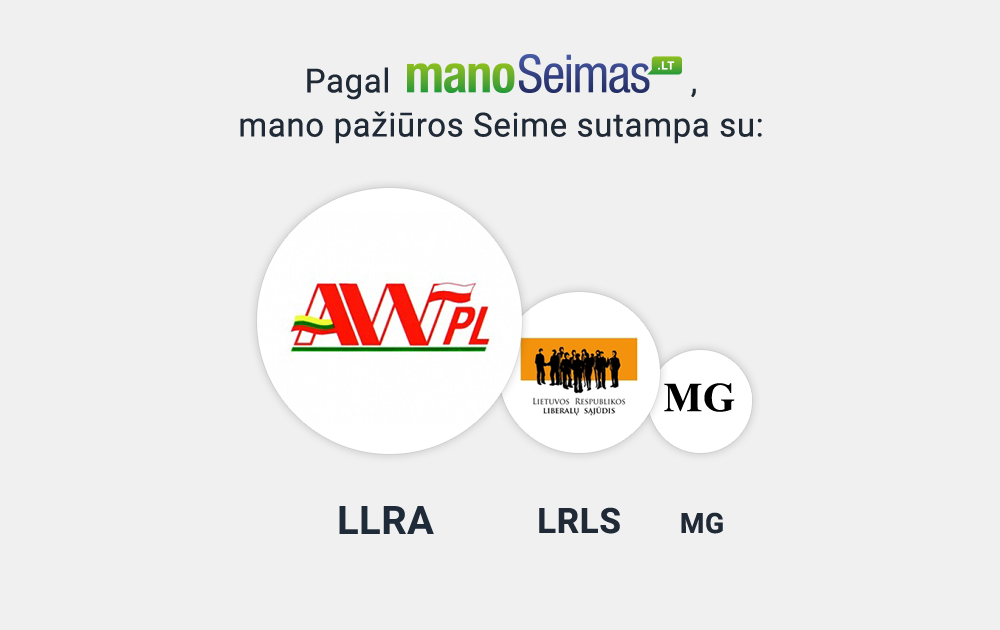 Pagal manoSeimas.LT ,
mano pažiūros Seime sutampa su:
AWPL
LIETUVOS RESPUBLIKOS
LIBERALŲ SĄJŪDIS
MG
LLRA
LRLS
MG